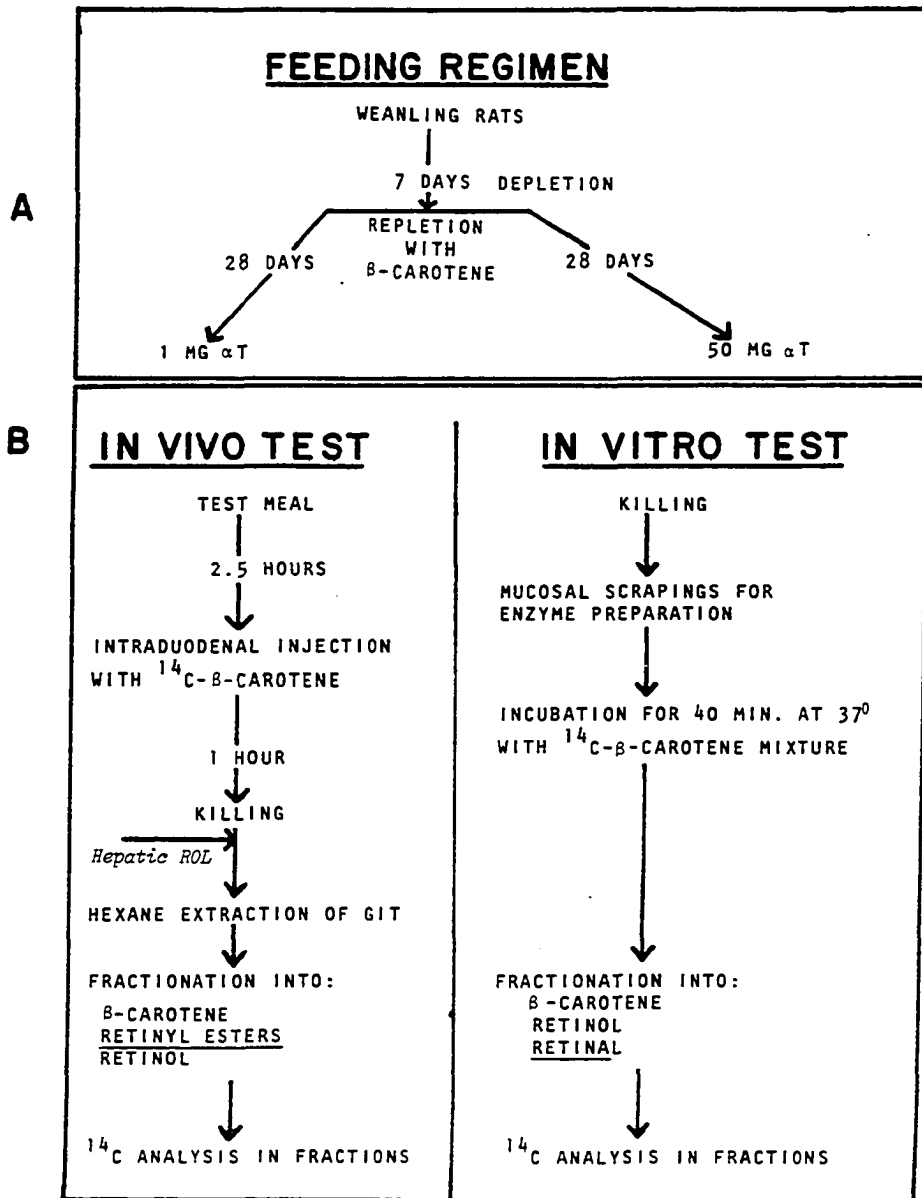 A
FEEDING REGIMEN
WEANLING RATS
7 DAYS DEPLETION
REPLETION
WITH
β-CAROTENE
28 DAYS
28 DAYS
1 MG αT
50 MG αT
B
IN VIVO TEST
TEST MEAL
2.5 HOURS
INTRADUODENAL INJECTION
WITH ¹⁴C-β-CAROTENE
1 HOUR
KILLING
Hepatic ROL
HEXANE EXTRACTION OF GIT
FRACTIONATION INTO:
β-CAROTENE
RETINYL ESTERS
RETINOL
¹⁴C ANALYSIS IN FRACTIONS
IN VITRO TEST
KILLING
MUCOSAL SCRAPINGS FOR
ENZYME PREPARATION
INCUBATION FOR 40 MIN. AT 37⁰
WITH ¹⁴C-β-CAROTENE MIXTURE
FRACTIONATION INTO:
β-CAROTENE
RETINOL
RETINAL
¹⁴C ANALYSIS IN FRACTIONS